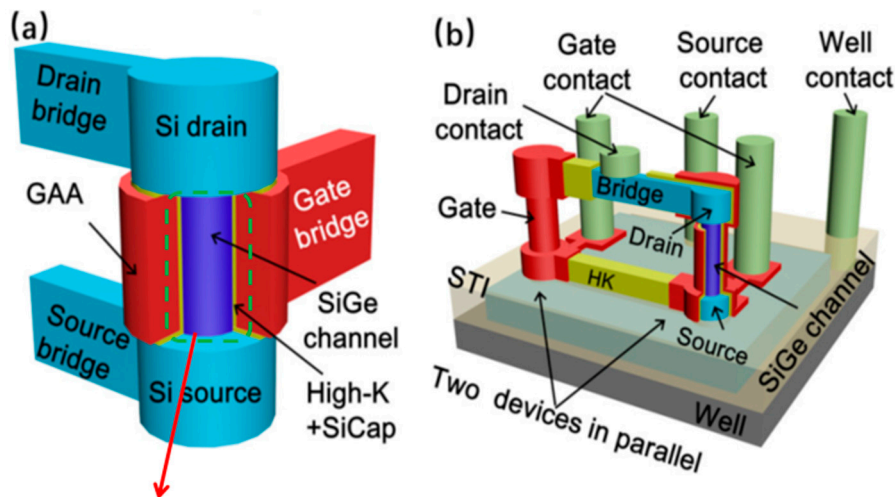 (a)
Drain
bridge
Si drain
GAA
Gate
bridge
Source
bridge
Si source
SiGe
channel
High-K
+SiCap
(b)
Gate
contact
Source
contact
Well
contact
Drain
contact
Bridge
Gate
Drain
STI
HK
SiGe channel
Source
Two devices in parallel
Well